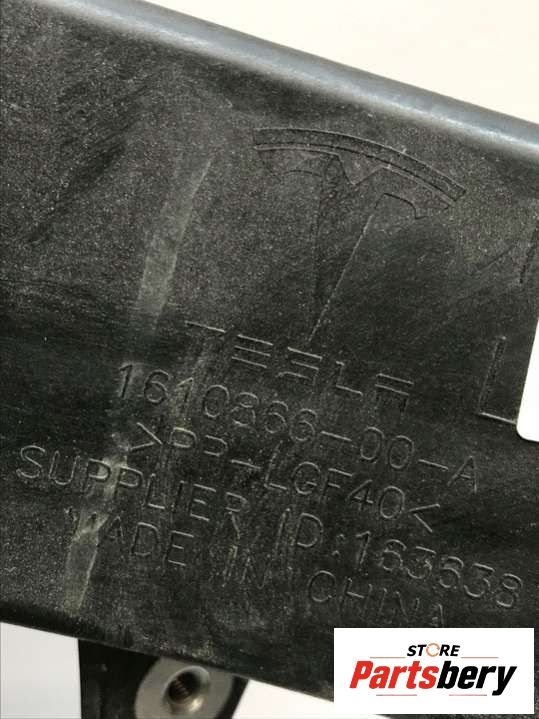 TESLA
1610866-00-A
>PP-LGF40<
SUPPLIER ID:163638
MADE IN CHINA
L
STORE
Partsbery